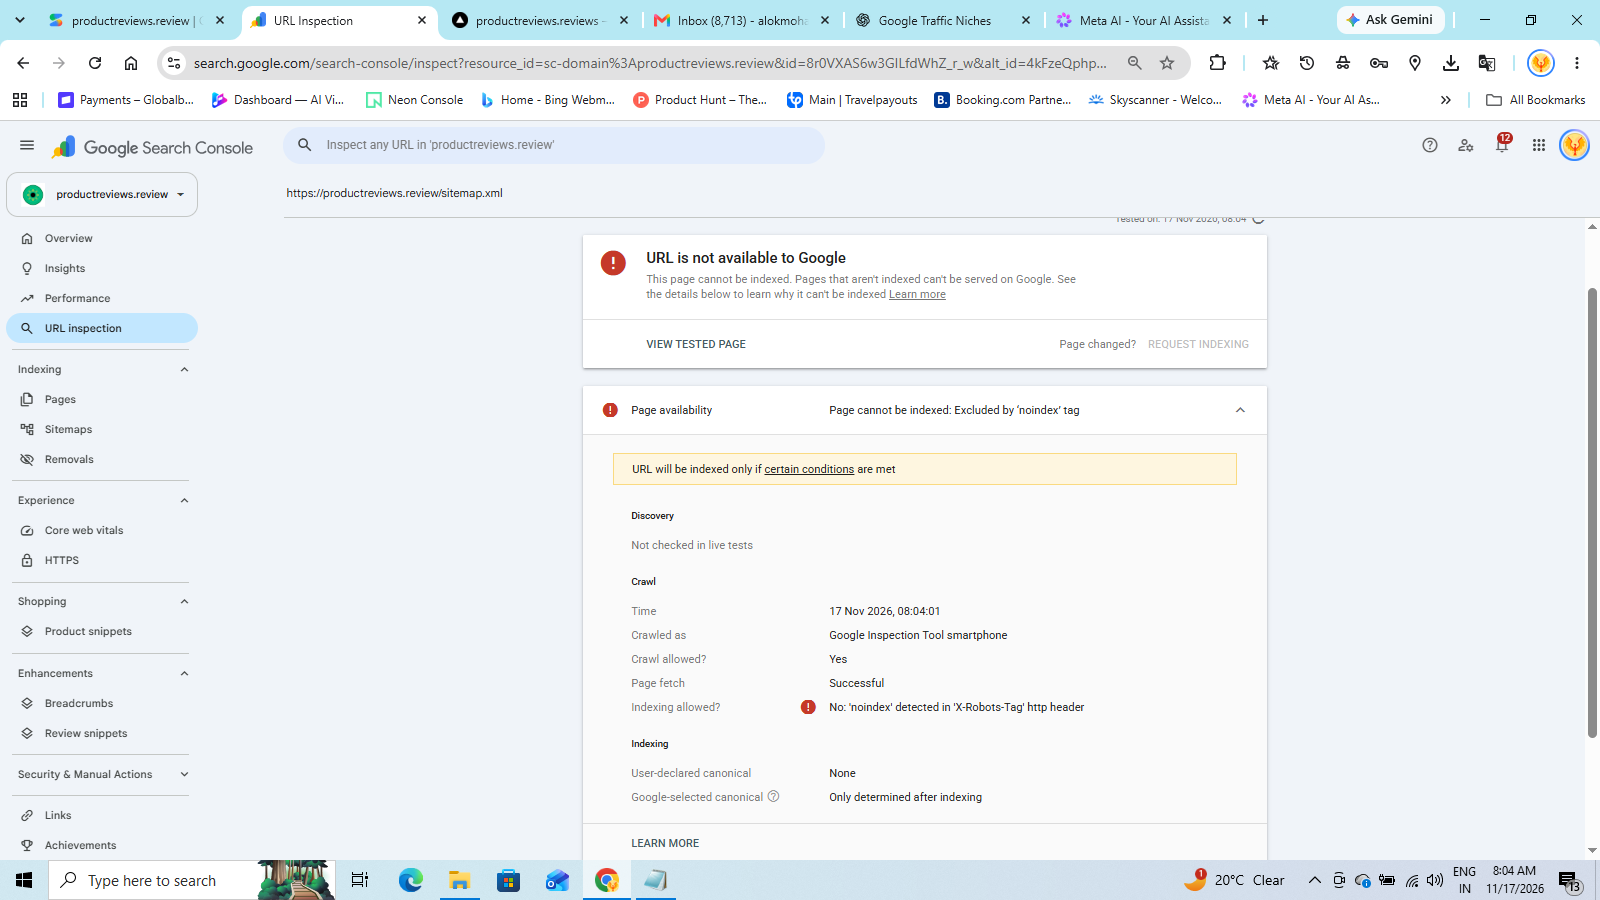 productreviews.review | G
URL Inspection
productreviews.reviews –
Inbox (8,713) - alokmoha
Google Traffic Niches
Meta AI - Your AI Assista
Ask Gemini
search.google.com/search-console/inspect?resource_id=sc-domain%3Aproductreviews.review&id=8r0VXAS6w3GILfdWhZ_r_w&alt_id=4kFzeQphp...
Payments – Globalb...
Dashboard — AI Vi...
Neon Console
Home - Bing Webm...
Product Hunt – The...
Main | Travelpayouts
Booking.com Partne...
Skyscanner - Welco...
Meta AI - Your AI As...
All Bookmarks
Google Search Console
Inspect any URL in 'productreviews.review'
12
productreviews.review
https://productreviews.review/sitemap.xml
Tested on: 17 Nov 2026, 08:04
Overview
Insights
Performance
URL inspection
Indexing
Pages
Sitemaps
Removals
Experience
Core web vitals
HTTPS
Shopping
Product snippets
Enhancements
Breadcrumbs
Review snippets
Security & Manual Actions
Links
Achievements
URL is not available to Google
This page cannot be indexed. Pages that aren't indexed can't be served on Google. See
the details below to learn why it can't be indexed Learn more
VIEW TESTED PAGE
Page changed? REQUEST INDEXING
Page availability
Page cannot be indexed: Excluded by 'noindex' tag
URL will be indexed only if certain conditions are met
Discovery
Not checked in live tests
Crawl
Time
17 Nov 2026, 08:04:01
Crawled as
Google Inspection Tool smartphone
Crawl allowed?
Yes
Page fetch
Successful
Indexing allowed?
No: 'noindex' detected in 'X-Robots-Tag' http header
Indexing
User-declared canonical
None
Google-selected canonical
Only determined after indexing
LEARN MORE
Type here to search
1
20°C Clear
ENG
IN
8:04 AM
11/17/2026
13